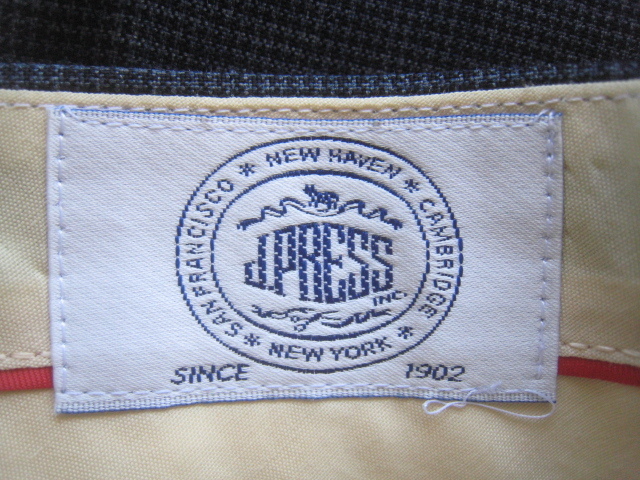 SAN FRANCISCO * NEW HAVEN * CAMBRIDGE * NEW YORK *
J.PRESS
INC.
SINCE 1902